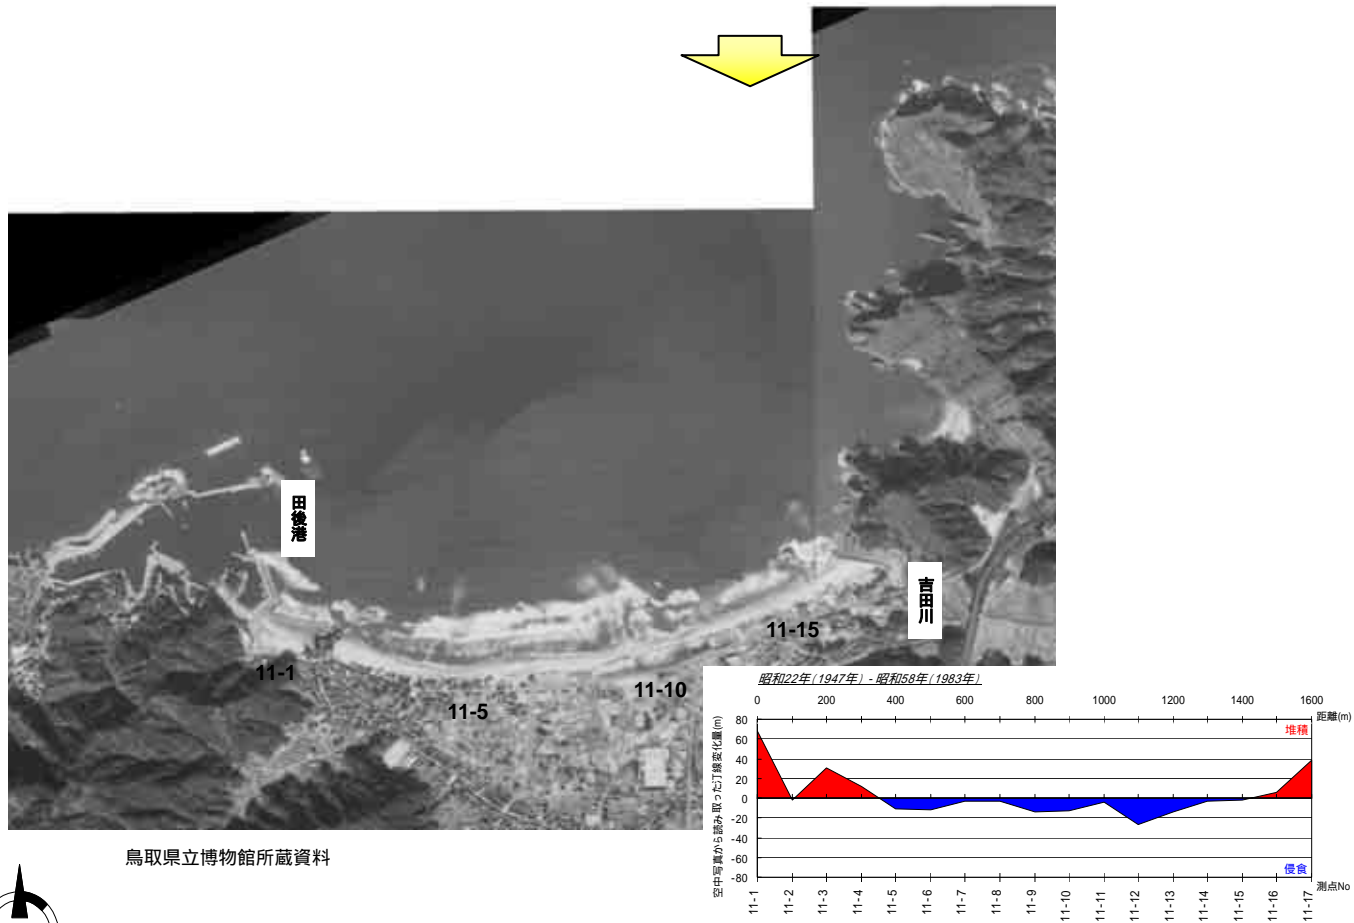 田後港
吉田川
11-1
11-5
11-10
11-15
鳥取県立博物館所蔵資料
昭和22年(1947年) - 昭和58年(1983年)
0 200 400 600 800 1000 1200 1400 1600
距離(m)
空中写真から読み取った汀線変化量(m)
80
60
40
20
0
-20
-40
-60
-80
堆積
侵食
測点No
11-1 11-2 11-3 11-4 11-5 11-6 11-7 11-8 11-9 11-10 11-11 11-12 11-13 11-14 11-15 11-16 11-17